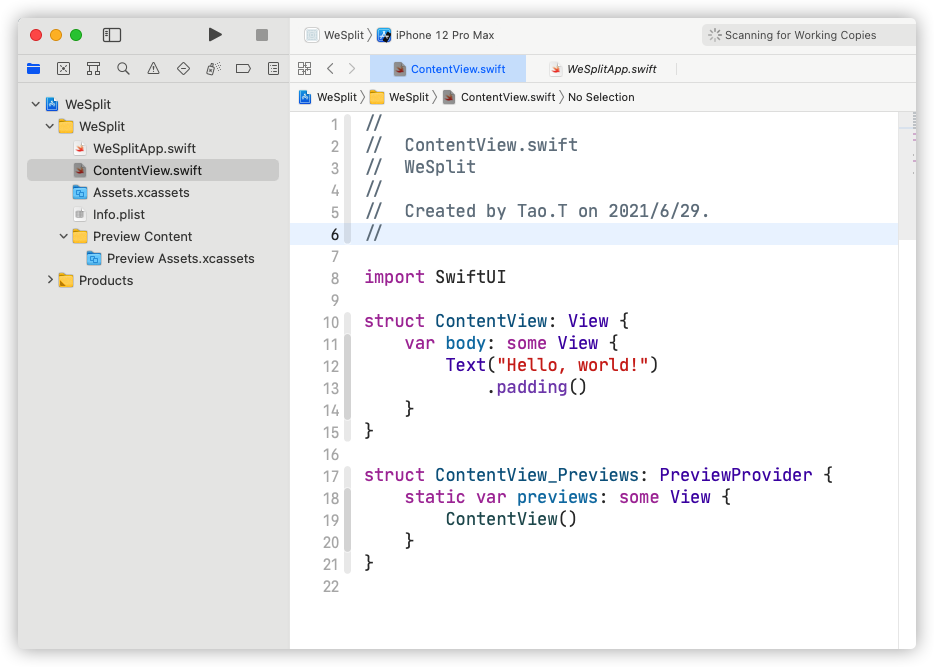 WeSplit iPhone 12 Pro Max Scanning for Working Copies
ContentView.swift WeSplitApp.swift
WeSplit WeSplit ContentView.swift No Selection
WeSplit
WeSplit
WeSplitApp.swift
ContentView.swift
Assets.xcassets
Info.plist
Preview Content
Preview Assets.xcassets
Products
1 //
2 //  ContentView.swift
3 //  WeSplit
4 //
5 //  Created by Tao.T on 2021/6/29.
6 //
7
8 import SwiftUI
9
10 struct ContentView: View {
11     var body: some View {
12         Text("Hello, world!")
13             .padding()
14     }
15 }
16
17 struct ContentView_Previews: PreviewProvider {
18     static var previews: some View {
19         ContentView()
20     }
21 }
22